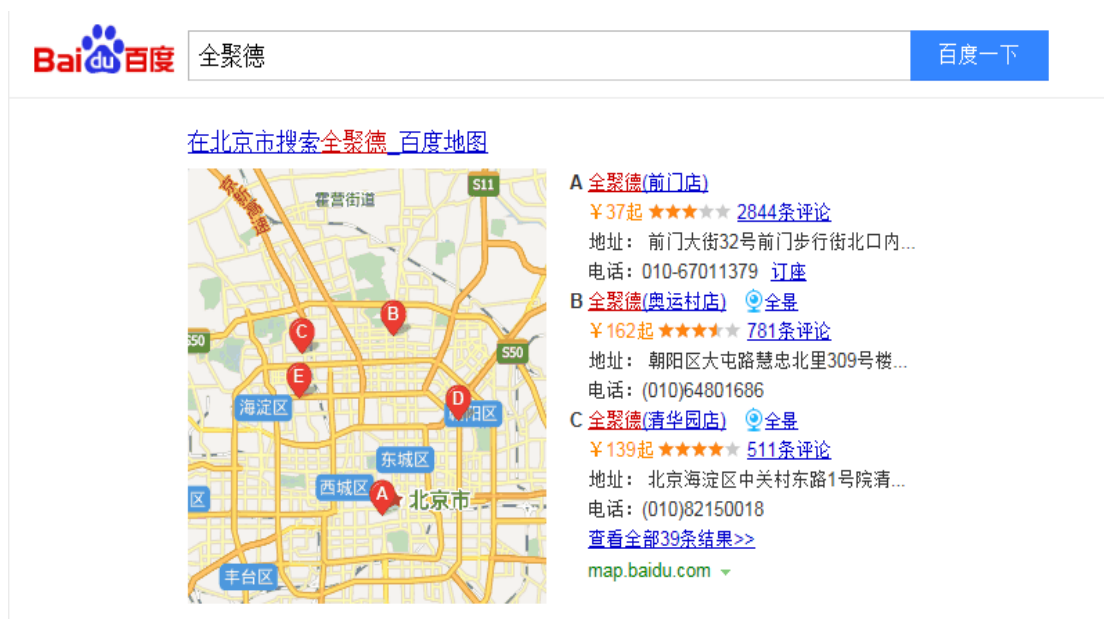 Bai du 百度
全聚德
百度一下
在北京市搜索全聚德_百度地图
S11
京新高速
霍营街道
B
C
S50
S50
E
D
海淀区
朝阳区
东城区
西城区
A
北京市
区
丰台区
A 全聚德(前门店)
￥37起 2844条评论
地址： 前门大街32号前门步行街北口内...
电话：010-67011379 订座
B 全聚德(奥运村店) 全景
￥162起 781条评论
地址： 朝阳区大屯路慧忠北里309号楼...
电话：(010)64801686
C 全聚德(清华园店) 全景
￥139起 511条评论
地址： 北京海淀区中关村东路1号院清...
电话：(010)82150018
查看全部39条结果>>
map.baidu.com